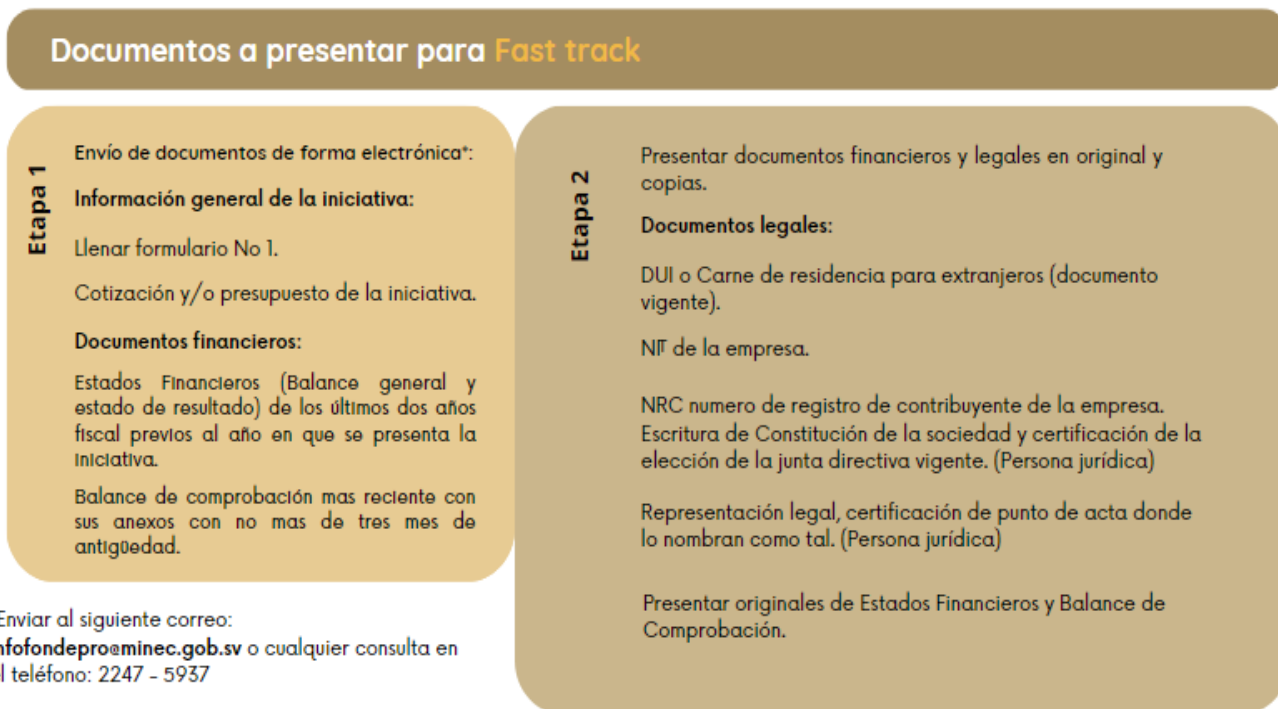 Documentos a presentar para Fast track
Etapa 1
Envío de documentos de forma electrónica*:
Información general de la iniciativa:
Llenar formulario No 1.
Cotización y/o presupuesto de la iniciativa.
Documentos financieros:
Estados Financieros (Balance general y
estado de resultado) de los últimos dos años
fiscal previos al año en que se presenta la
iniciativa.
Balance de comprobación mas reciente con
sus anexos con no mas de tres mes de
antigüedad.
Enviar al siguiente correo:
nfofondepro@minec.gob.sv o cualquier consulta en
l teléfono: 2247 - 5937
Etapa 2
Presentar documentos financieros y legales en original y
copias.
Documentos legales:
DUI o Carne de residencia para extranjeros (documento
vigente).
NIT de la empresa.
NRC numero de registro de contribuyente de la empresa.
Escritura de Constitución de la sociedad y certificación de la
elección de la junta directiva vigente. (Persona jurídica)
Representación legal, certificación de punto de acta donde
lo nombran como tal. (Persona jurídica)
Presentar originales de Estados Financieros y Balance de
Comprobación.